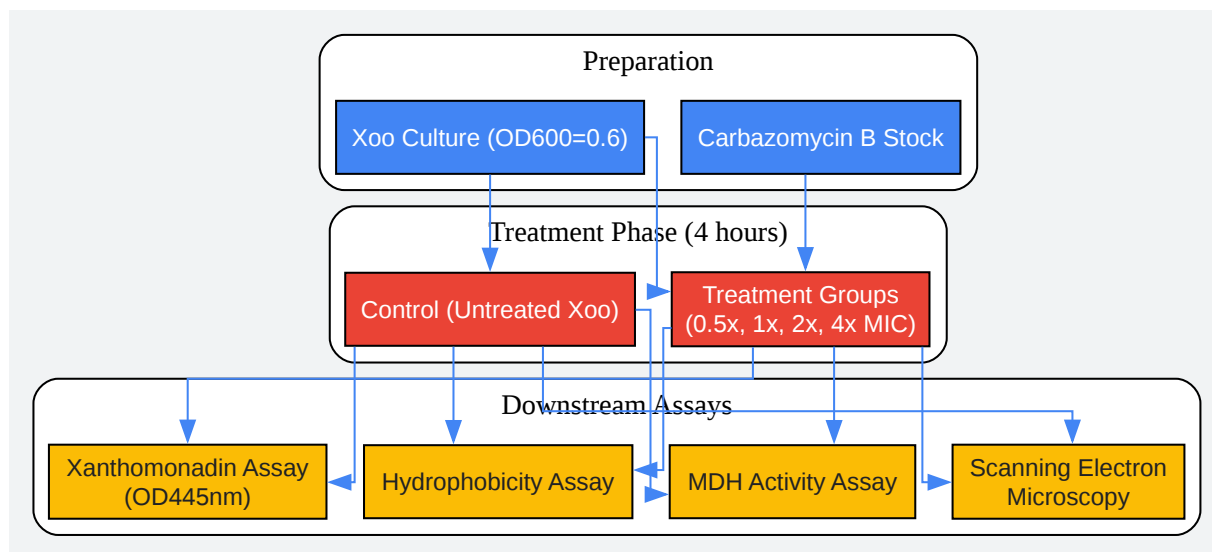 Preparation
Xoo Culture (OD600=0.6)
Carbazomycin B Stock
Treatment Phase (4 hours)
Control (Untreated Xoo)
Treatment Groups
(0.5x, 1x, 2x, 4x MIC)
Downstream Assays
Xanthomonadin Assay
(OD445nm)
Hydrophobicity Assay
MDH Activity Assay
Scanning Electron
Microscopy